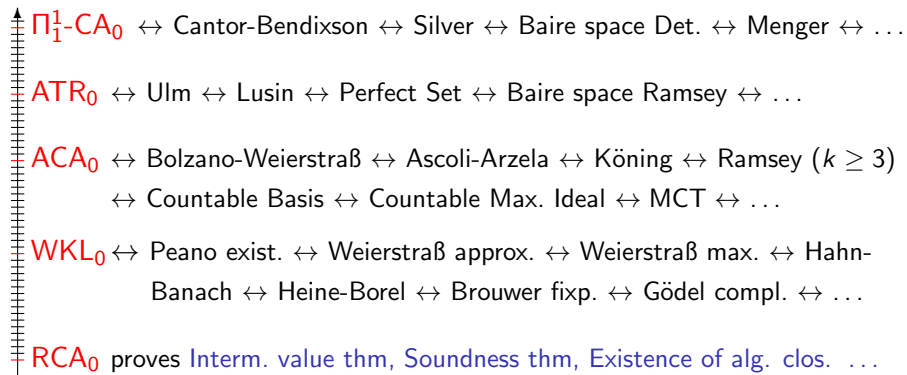 Π¹₁-CA₀ ↔ Cantor-Bendixson ↔ Silver ↔ Baire space Det. ↔ Menger ↔ ...
ATR₀ ↔ Ulm ↔ Lusin ↔ Perfect Set ↔ Baire space Ramsey ↔ ...
ACA₀ ↔ Bolzano-Weierstraß ↔ Ascoli-Arzela ↔ Köning ↔ Ramsey (k ≥ 3)
↔ Countable Basis ↔ Countable Max. Ideal ↔ MCT ↔ ...
WKL₀ ↔ Peano exist. ↔ Weierstraß approx. ↔ Weierstraß max. ↔ Hahn-
Banach ↔ Heine-Borel ↔ Brouwer fixp. ↔ Gödel compl. ↔ ...
RCA₀ proves Interm. value thm, Soundness thm, Existence of alg. clos. ...